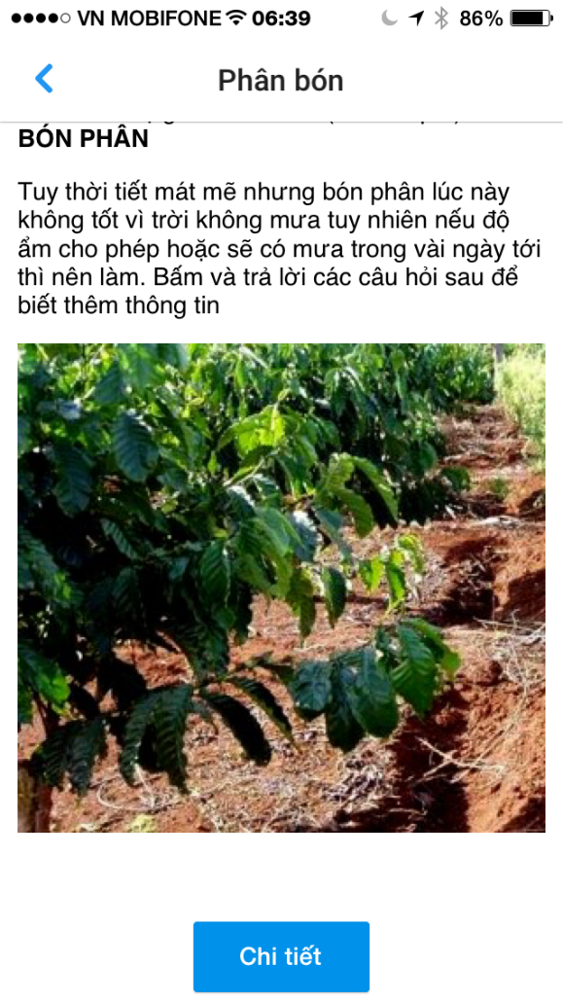 VN MOBIFONE 06:39 86%
Phân bón
BÓN PHÂN
Tuy thời tiết mát mẽ nhưng bón phân lúc này
không tốt vì trời không mưa tuy nhiên nếu độ
ẩm cho phép hoặc sẽ có mưa trong vài ngày tới
thì nên làm. Bấm và trả lời các câu hỏi sau để
biết thêm thông tin
Chi tiết